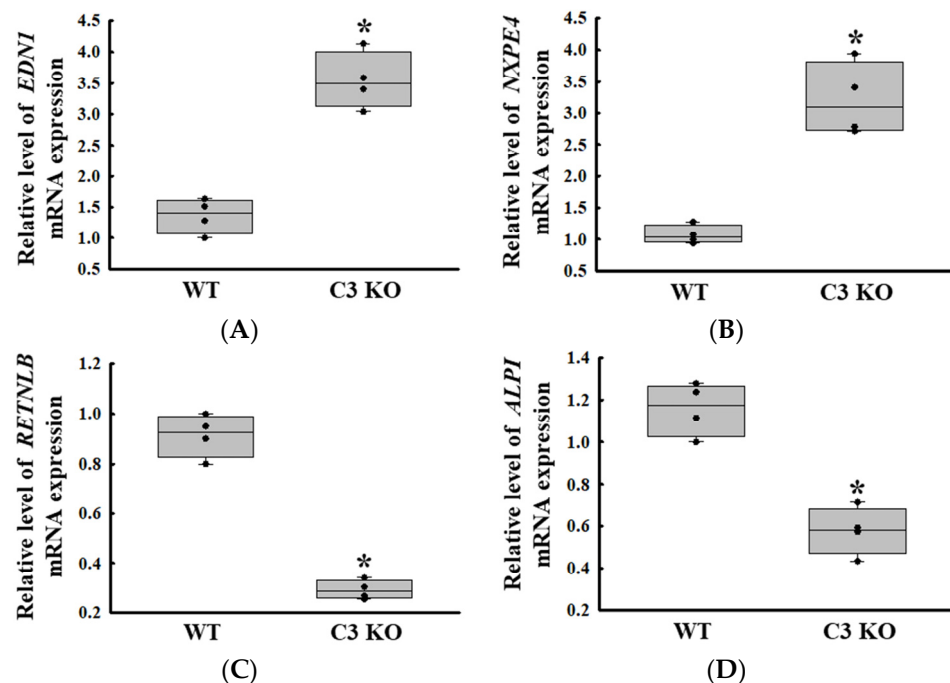 Relative level of EDN1
mRNA expression
4.5
4.0
3.5
3.0
2.5
2.0
1.5
1.0
0.5
*
WT
C3 KO
(A)
Relative level of NXPE4
mRNA expression
4.5
4.0
3.5
3.0
2.5
2.0
1.5
1.0
0.5
*
WT
C3 KO
(B)
Relative level of RETNLB
mRNA expression
1.2
1.0
0.8
0.4
0.2
*
WT
C3 KO
(C)
Relative level of ALPI
mRNA expression
1.4
1.2
1.0
0.8
0.6
0.4
0.2
*
WT
C3 KO
(D)